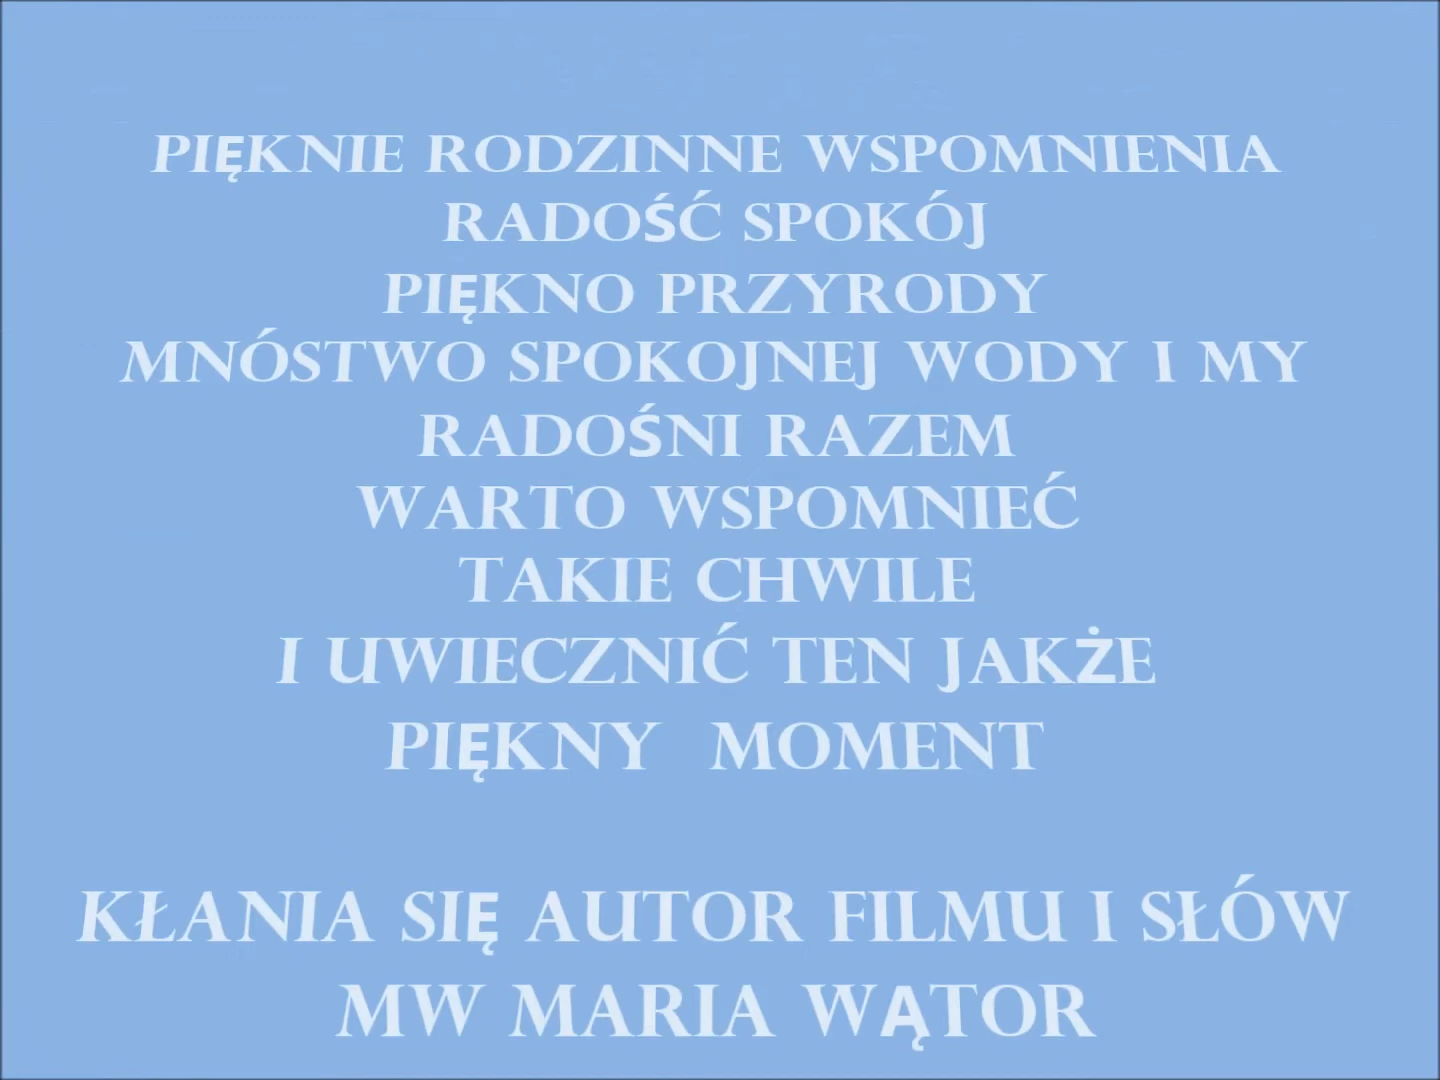 PIĘKNIE RODZINNE WSPOMNIENIA
RADOŚĆ SPOKÓJ
PIĘKNO PRZYRODY
MNÓSTWO SPOKOJNEJ WODY I MY
RADOŚNI RAZEM
WARTO WSPOMNIEĆ
TAKIE CHWILE
I UWIECZNIĆ TEN JAKŻE
PIĘKNY MOMENT
KŁANIA SIĘ AUTOR FILMU I SŁÓW
MW MARIA WĄTOR